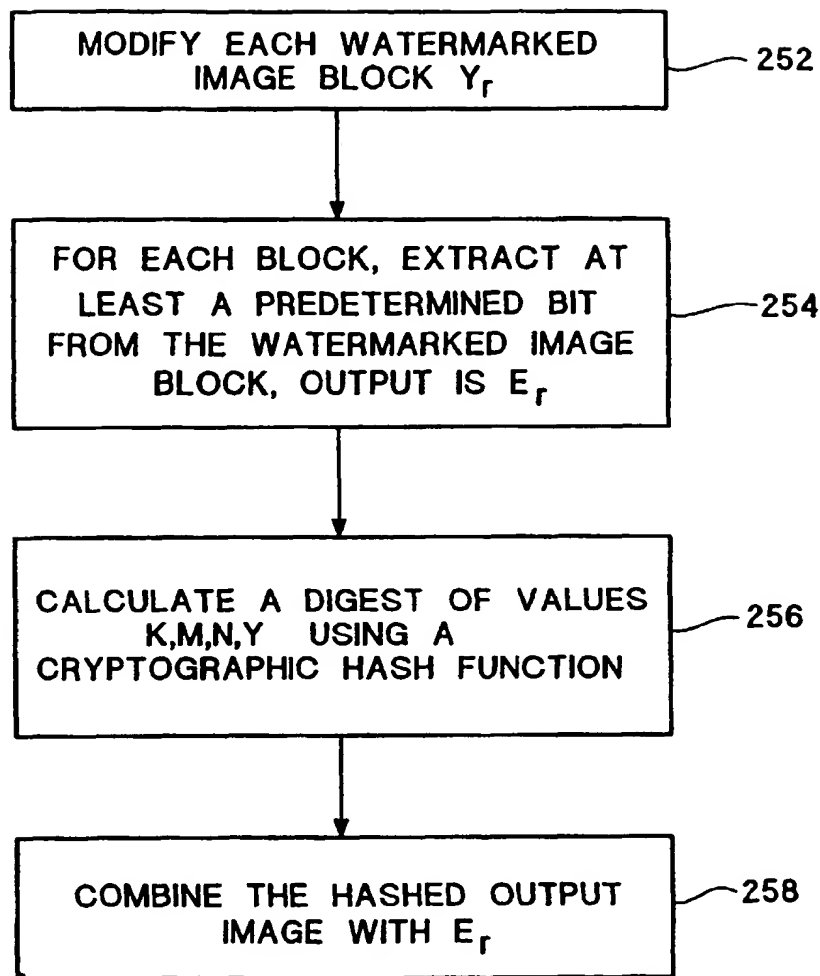 MODIFY EACH WATERMARKED
IMAGE BLOCK Yr
252
FOR EACH BLOCK, EXTRACT AT
LEAST A PREDETERMINED BIT
FROM THE WATERMARKED IMAGE
BLOCK, OUTPUT IS Er
254
CALCULATE A DIGEST OF VALUES
K,M,N,Y USING A
CRYPTOGRAPHIC HASH FUNCTION
256
COMBINE THE HASHED OUTPUT
IMAGE WITH Er
258